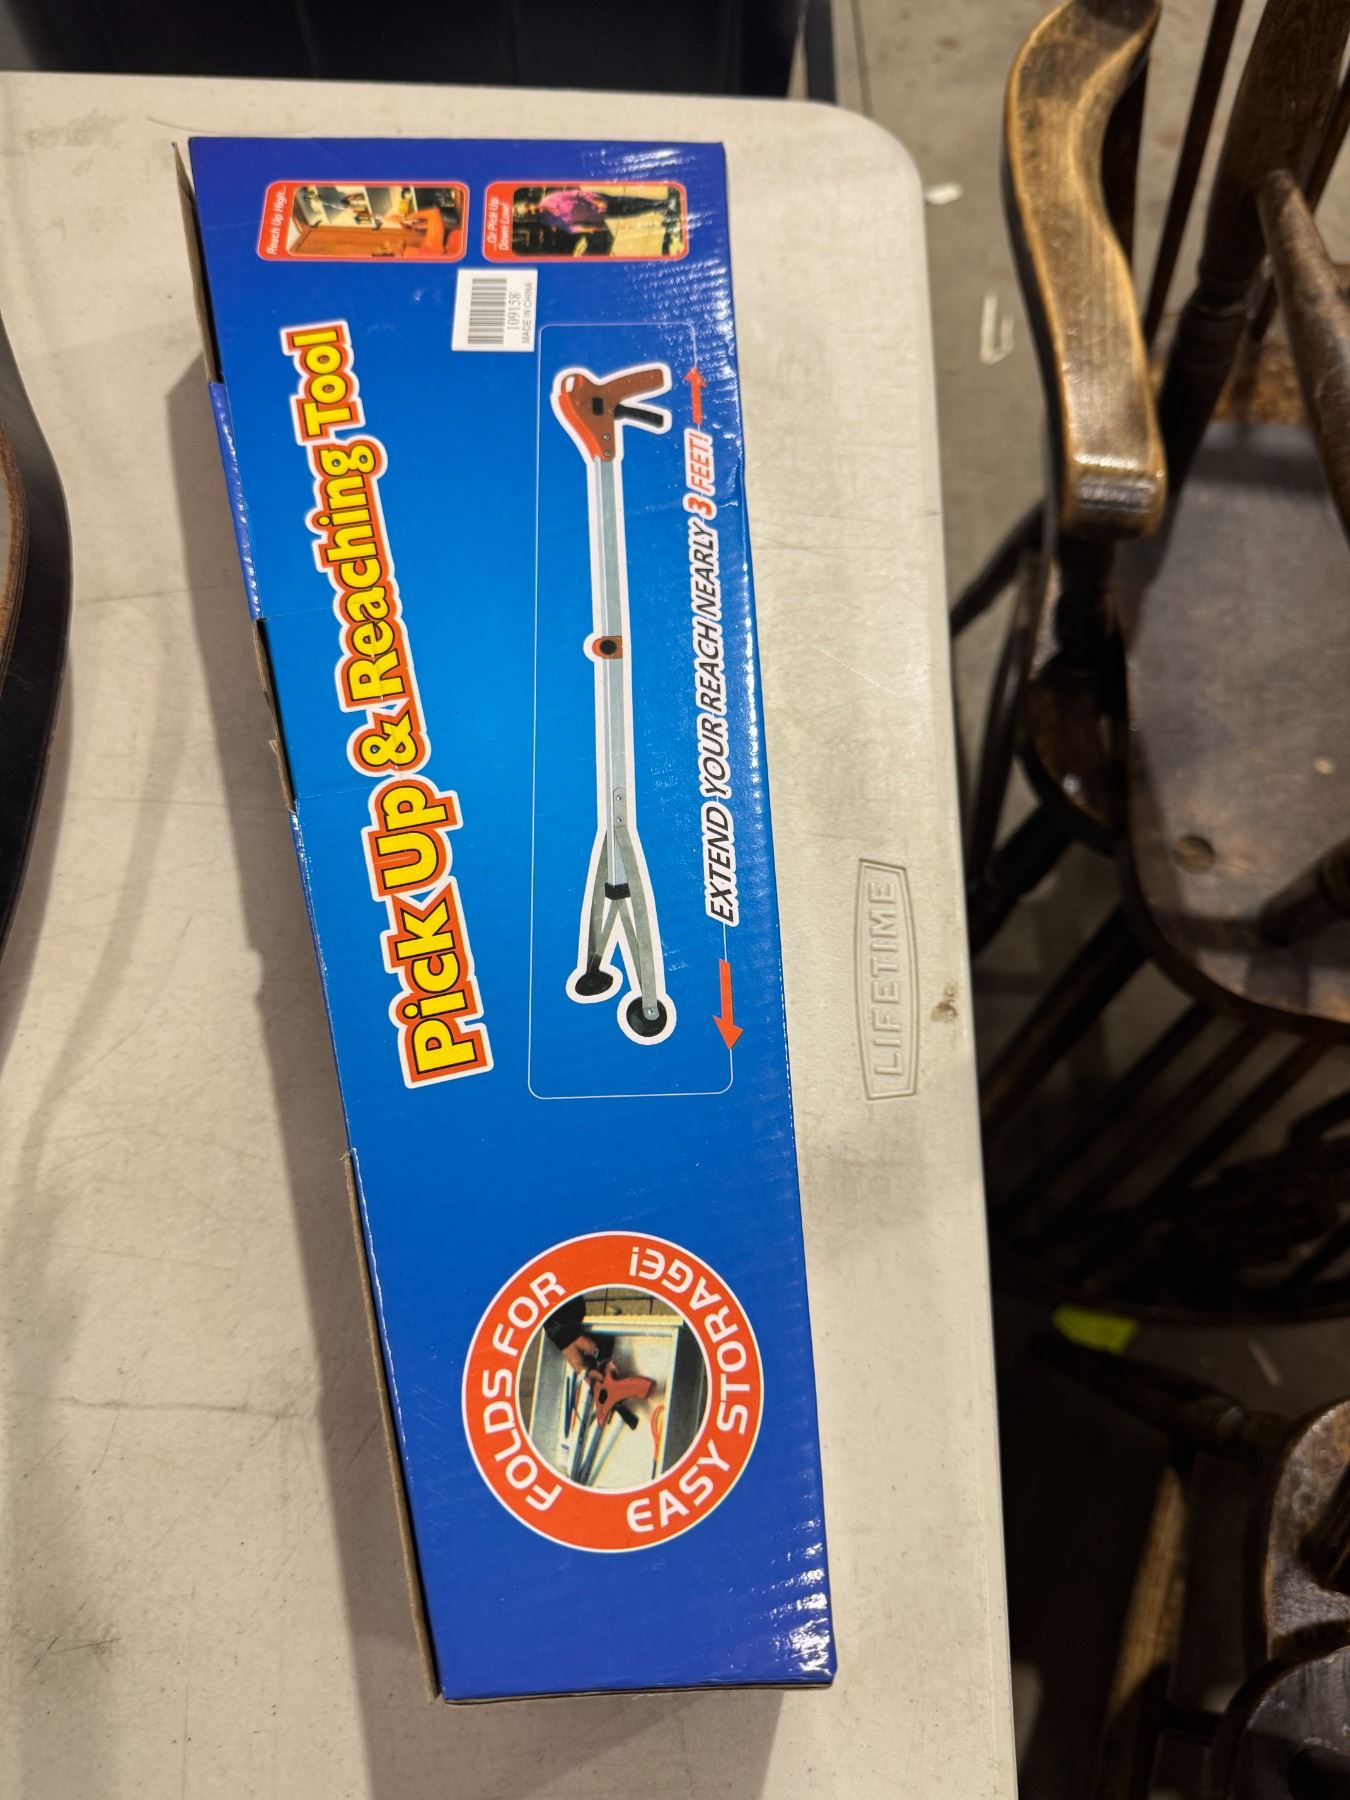 Reach Up High...
...Or Pick Up
Down Low!
109158
MADE IN CHINA
Pick Up & Reaching Tool
EXTEND YOUR REACH NEARLY 3 FEET!
FOLDS FOR
EASY STORAGE!
LIFETIME